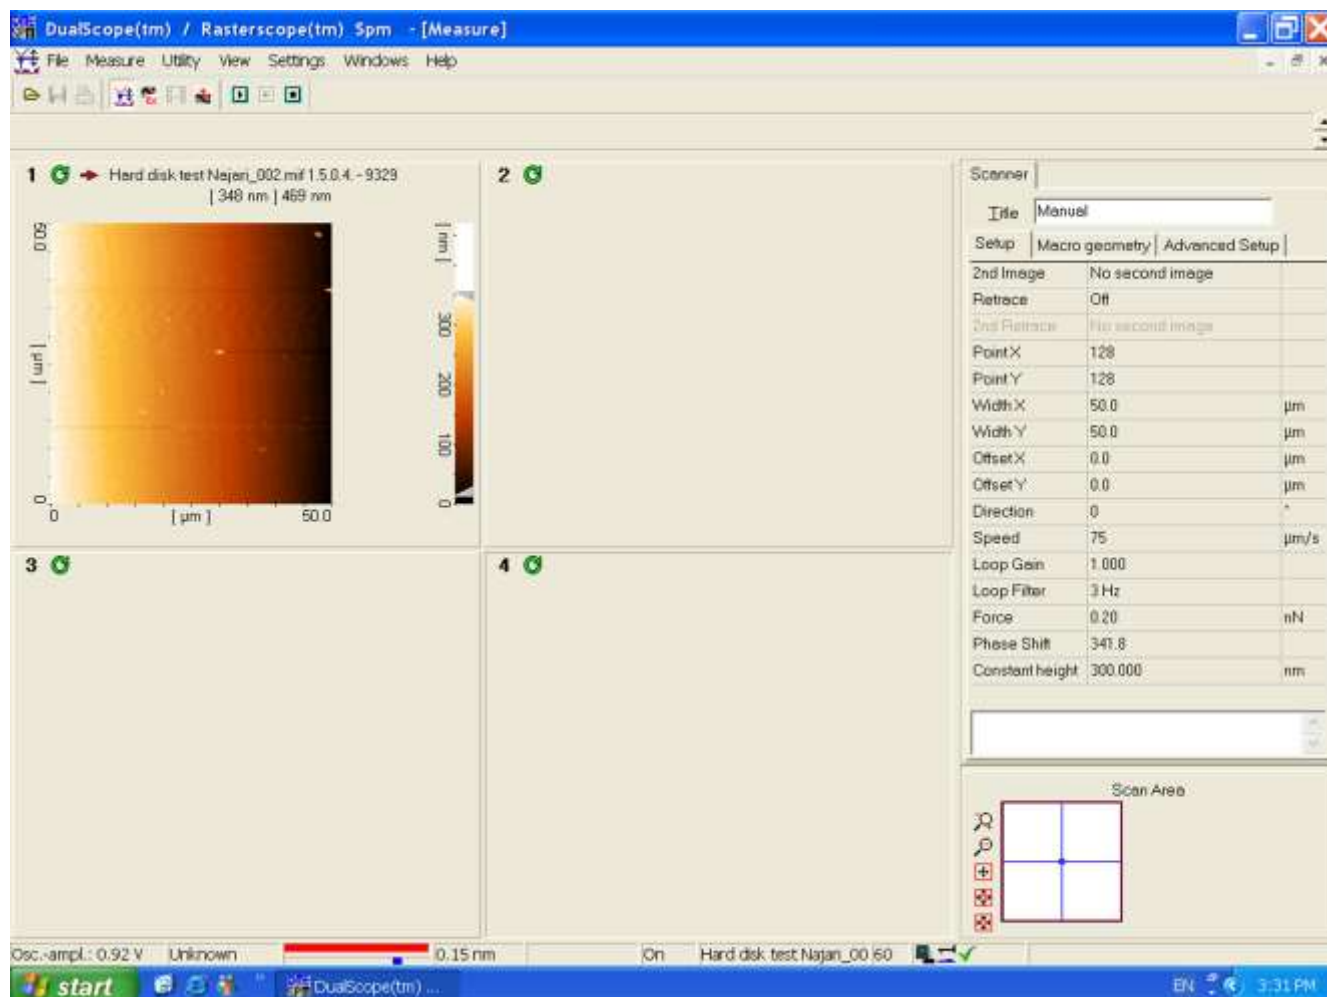 DualScope(tm) / Rasterscope(tm) Spm - [Measure]
File Measure Utility View Settings Windows Help
1 Hard disk test Najari_002.mif 1.5.0.4. - 9329
[ 348 nm ] 469 nm
50.0
[ µm ]
0
0 [ µm ] 50.0
[ nm ]
300
200
100
0
2
3
4
Scanner
Title Manual
Setup Macro geometry Advanced Setup
2nd Image No second image
Retrace Off
2nd Retrace No second image
Point X 128
Point Y 128
Width X 50.0 µm
Width Y 50.0 µm
Offset X 0.0 µm
Offset Y 0.0 µm
Direction 0 °
Speed 75 µm/s
Loop Gain 1.000
Loop Filter 3 Hz
Force 0.20 nN
Phase Shift 341.8
Constant height 300.000 nm
Scan Area
Osc.-ampl.: 0.92 V Unknown 0.15 nm On Hard disk test Najari_00 60
start DualScope(tm) ... EN 3:31 PM